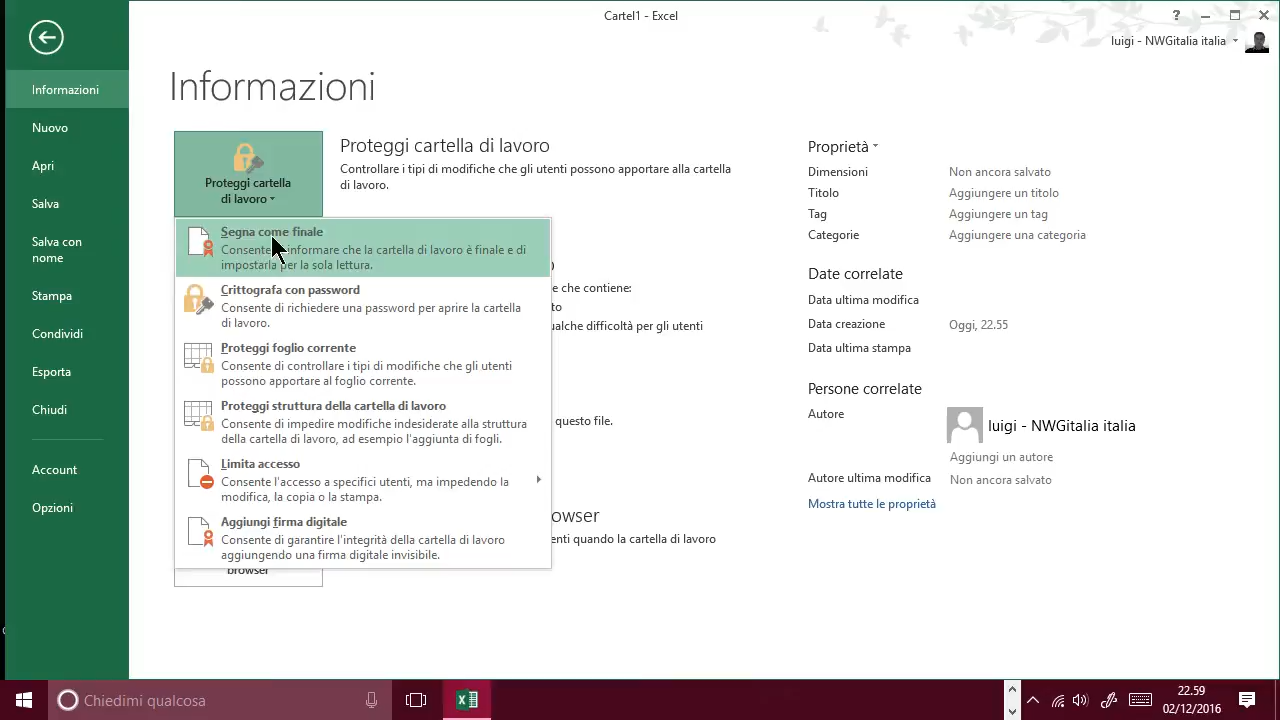 Cartel1 - Excel
?
luigi - NWGitalia italia
Informazioni
Nuovo
Apri
Salva
Salva con
nome
Stampa
Condividi
Esporta
Chiudi
Account
Opzioni
Informazioni
Proteggi cartella
di lavoro
Proteggi cartella di lavoro
Controllare i tipi di modifiche che gli utenti possono apportare alla cartella
di lavoro.
Segna come finale
Consente informare che la cartella di lavoro è finale e di
impostarla per la sola lettura.
Crittografa con password
Consente di richiedere una password per aprire la cartella
di lavoro.
Proteggi foglio corrente
Consente di controllare i tipi di modifiche che gli utenti
possono apportare al foglio corrente.
Proteggi struttura della cartella di lavoro
Consente di impedire modifiche indesiderate alla struttura
della cartella di lavoro, ad esempio l'aggiunta di fogli.
Limita accesso
Consente l'accesso a specifici utenti, ma impedendo la
modifica, la copia o la stampa.
Aggiungi firma digitale
Consente di garantire l'integrità della cartella di lavoro
aggiungendo una firma digitale invisibile.
browser
e che contiene:
to
ualche difficoltà per gli utenti
questo file.
owser
enti quando la cartella di lavoro
Proprietà
Dimensioni Non ancora salvato
Titolo Aggiungere un titolo
Tag Aggiungere un tag
Categorie Aggiungere una categoria
Date correlate
Data ultima modifica
Data creazione Oggi, 22.55
Data ultima stampa
Persone correlate
Autore
luigi - NWGitalia italia
Aggiungi un autore
Autore ultima modifica Non ancora salvato
Mostra tutte le proprietà
Chiedimi qualcosa
22.59
02/12/2016